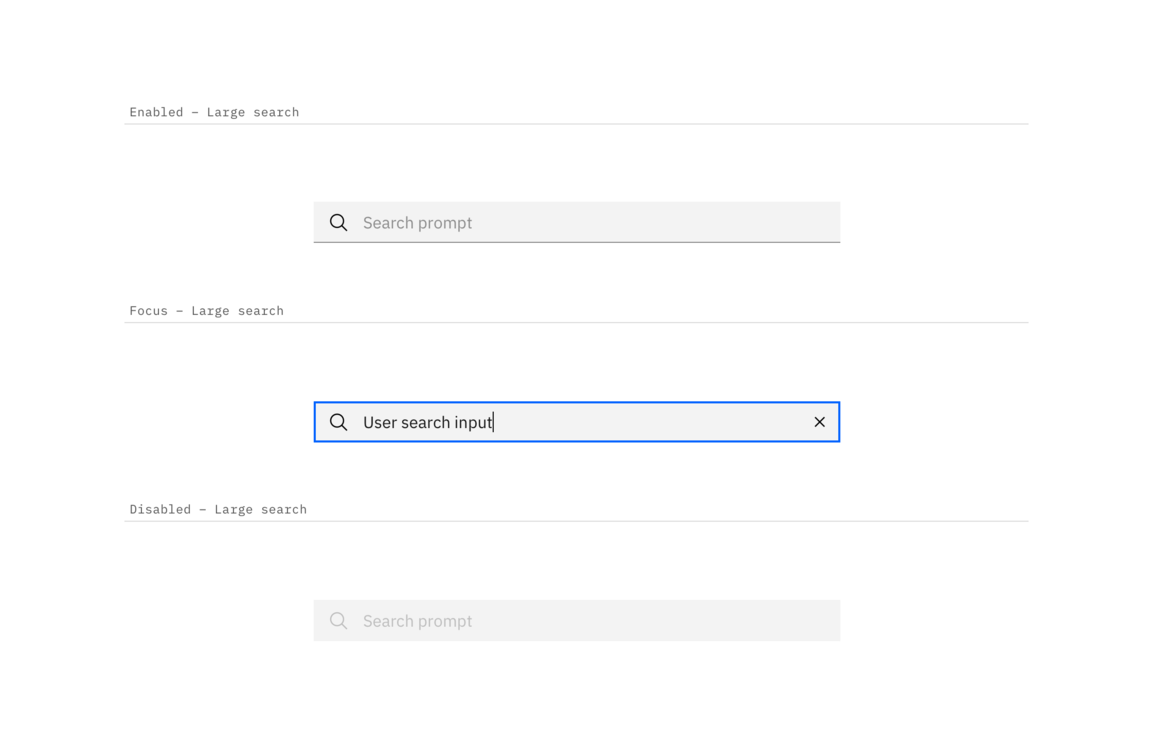 Enabled – Large search
Search prompt
Focus – Large search
User search input
Disabled – Large search
Search prompt